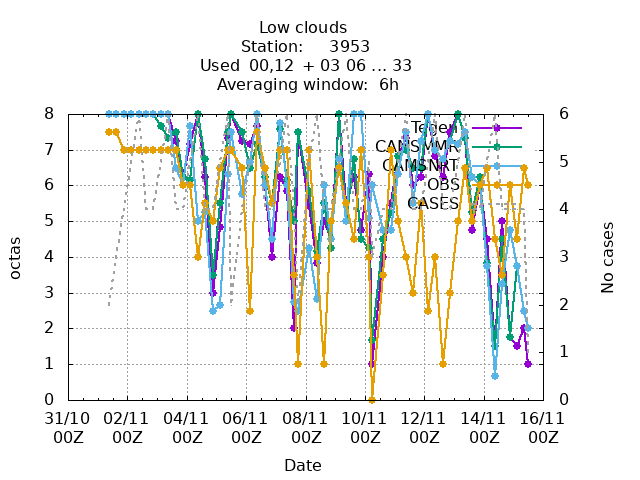 Low clouds
Station: 3953
Used 00,12 + 03 06 ... 33
Averaging window: 6h
8 6
7 5
6 4
5 3
4 2
3 1
2 0
1
0
Tegen
CAMSMMR
CAMSNRT
OBS
CASES
octas
No cases
31/10 02/11 04/11 06/11 08/11 10/11 12/11 14/11 16/11
00Z 00Z 00Z 00Z 00Z 00Z 00Z 00Z 00Z
Date